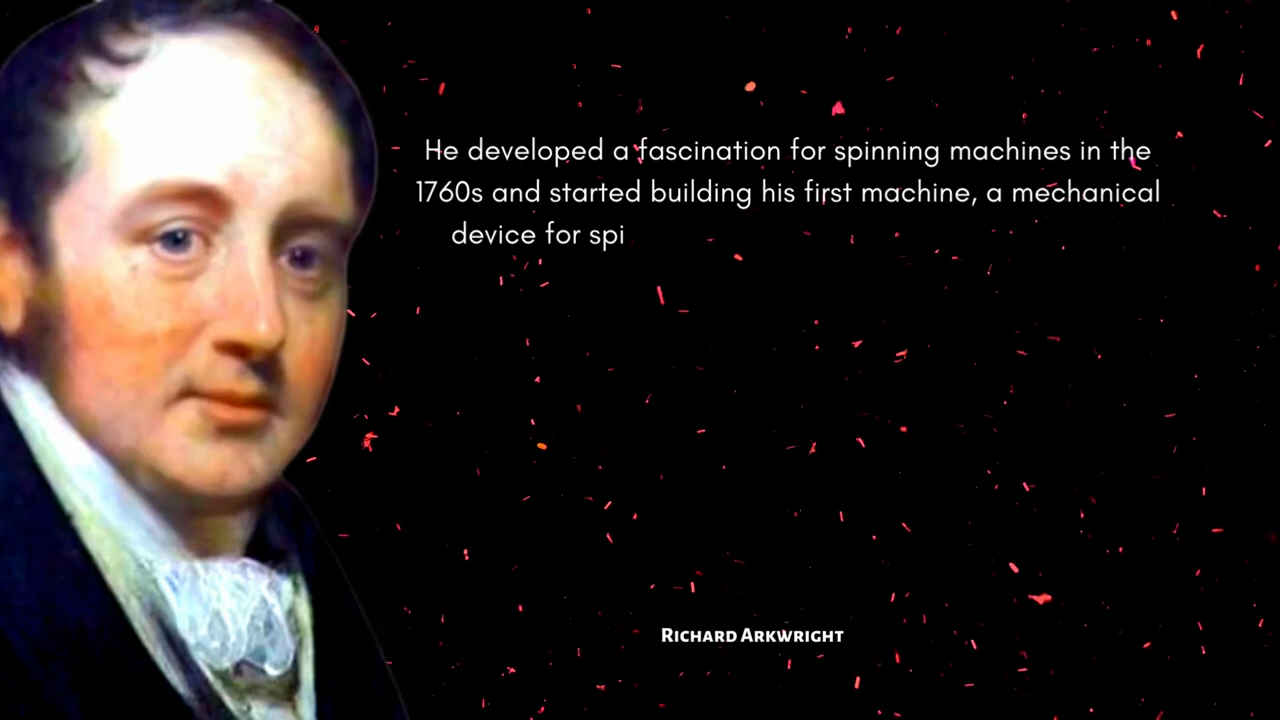 He developed a fascination for spinning machines in the
1760s and started building his first machine, a mechanical
device for spi
Richard Arkwright